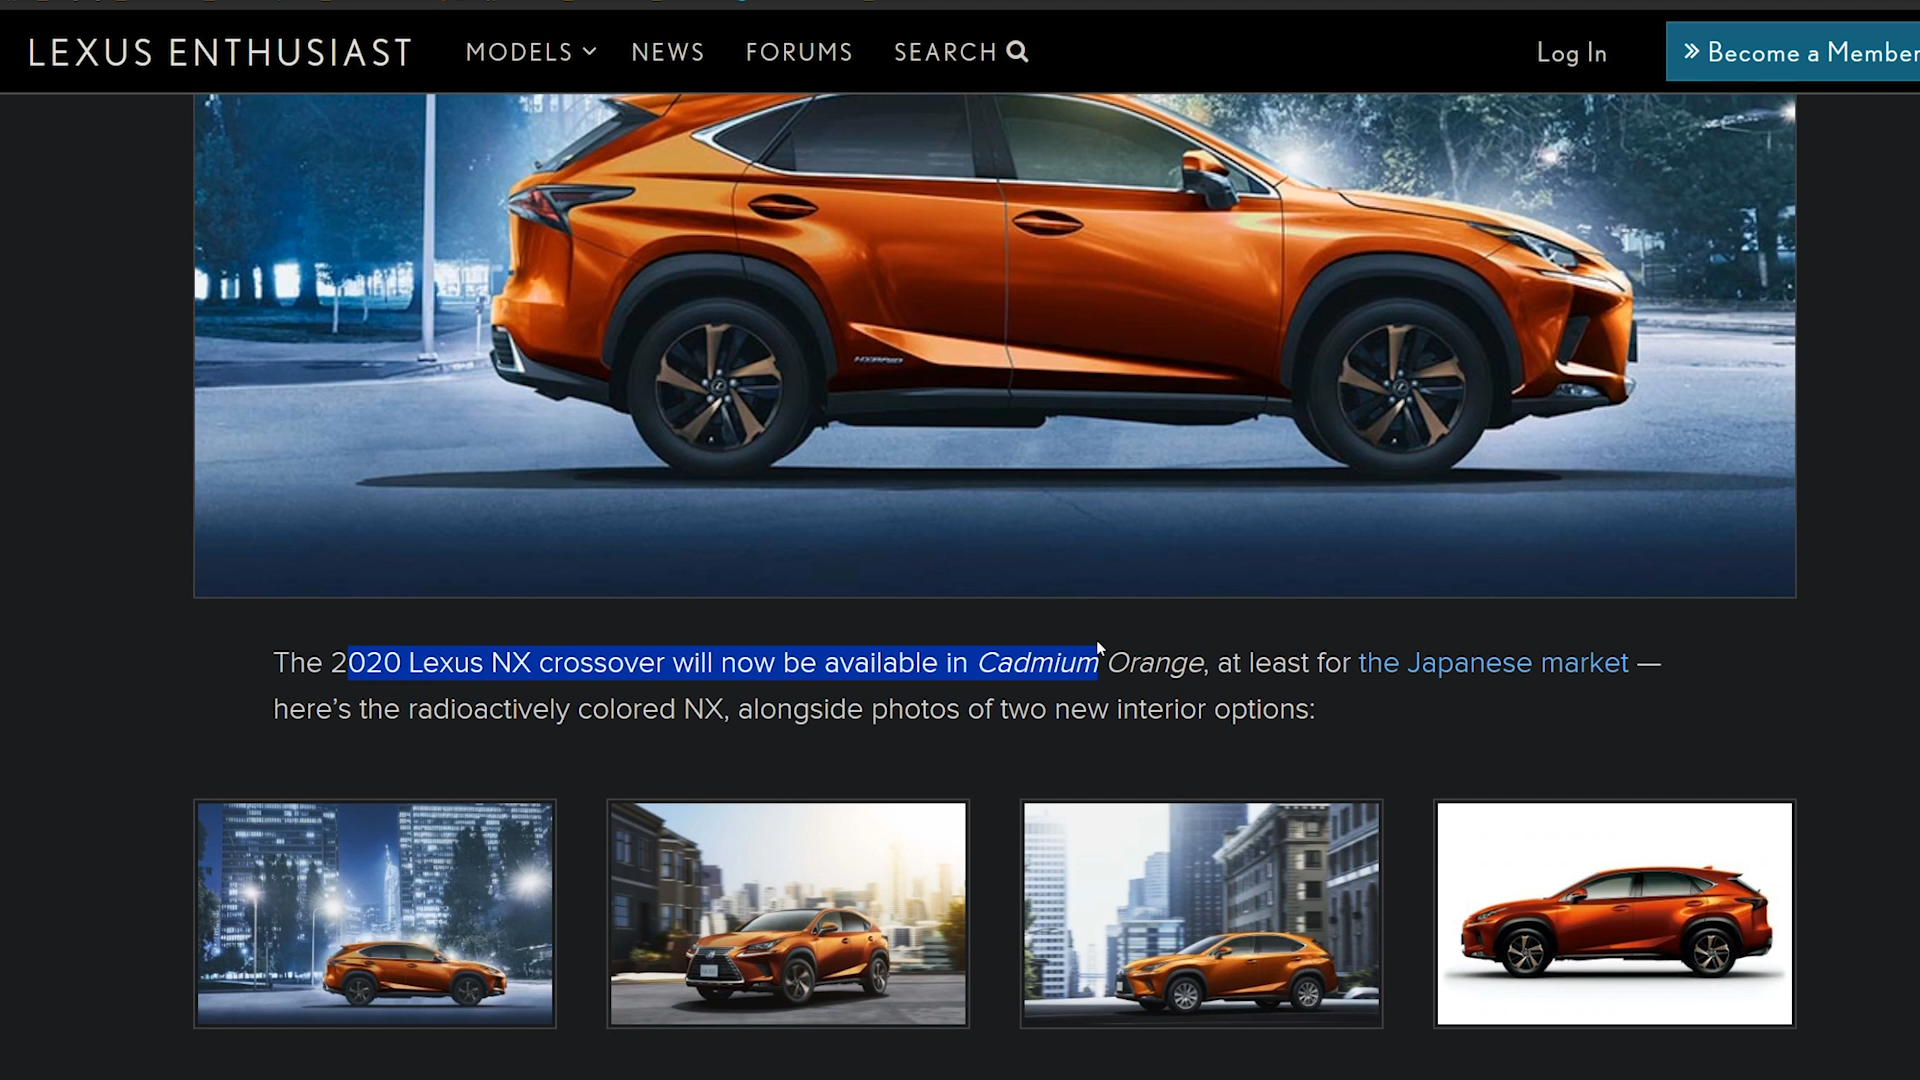 LEXUS ENTHUSIAST MODELS NEWS FORUMS SEARCH Log In » Become a Member
HYBRID
The 2020 Lexus NX crossover will now be available in Cadmium Orange, at least for the Japanese market —
here's the radioactively colored NX, alongside photos of two new interior options: